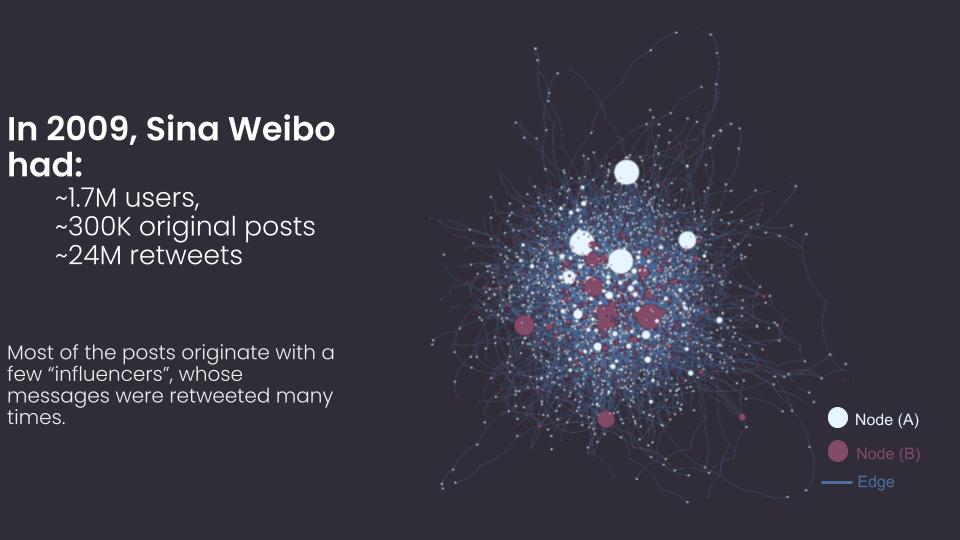 In 2009, Sina Weibo
had:
~1.7M users,
~300K original posts
~24M retweets
Most of the posts originate with a
few “influencers”, whose
messages were retweeted many
times.
Node (A)
Node (B)
Edge